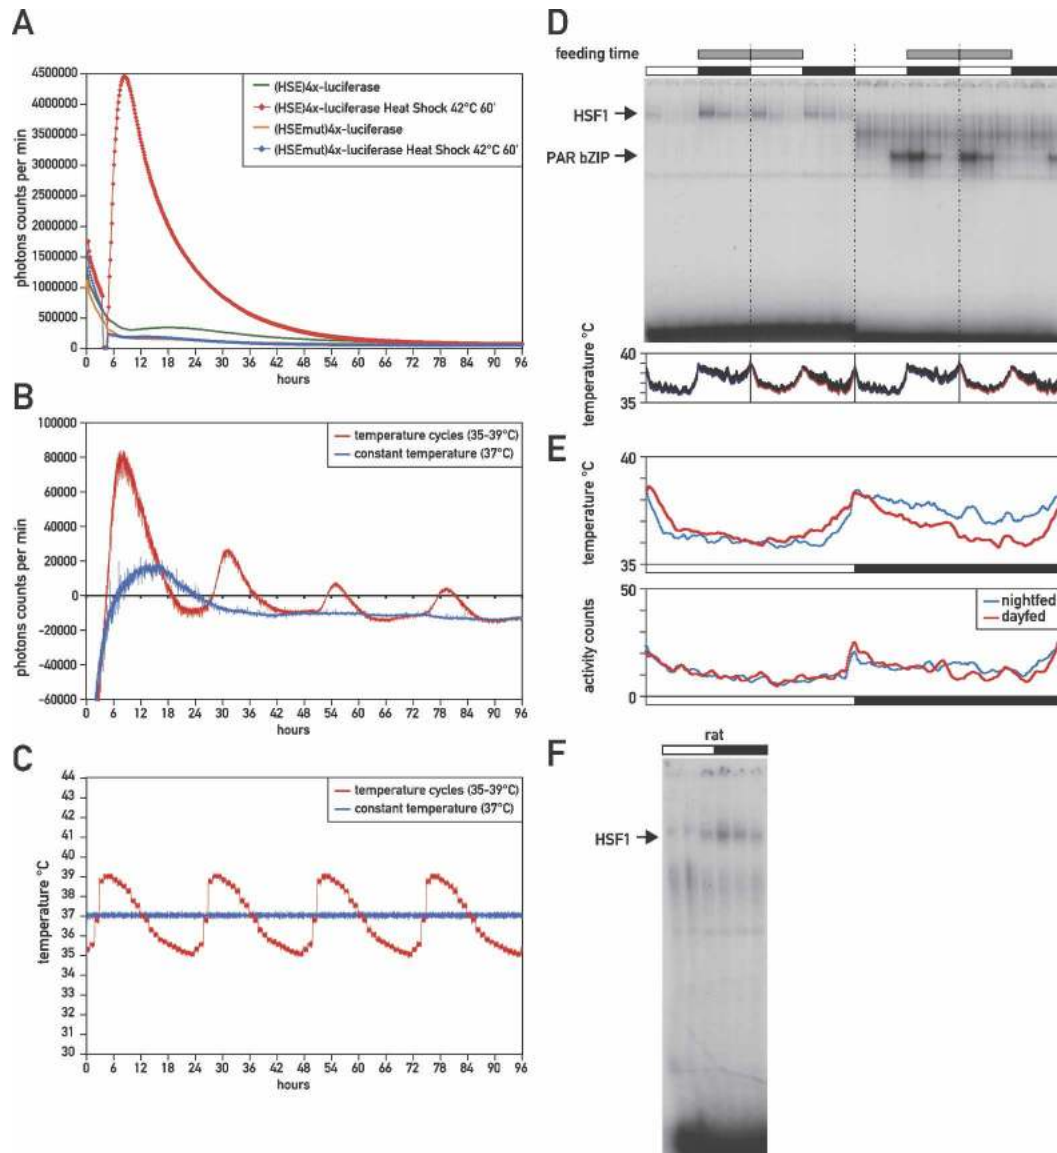 A
photons counts per min
4500000
4000000
3500000
3000000
2500000
2000000
1500000
1000000
500000
0
(HSE)4x-luciferase
(HSE)4x-luciferase Heat Shock 42°C 60'
(HSEmut)4x-luciferase
(HSEmut)4x-luciferase Heat Shock 42°C 60'
0 6 12 18 24 30 36 42 48 54 60 66 72 78 84 90 96
hours
B
photons counts per min
100000
80000
60000
40000
20000
0
-20000
-40000
-60000
temperature cycles (35-39°C)
constant temperature (37°C)
0 6 12 18 24 30 36 42 48 54 60 66 72 78 84 90 96
hours
C
temperature °C
44
43
42
41
40
39
38
37
36
35
34
33
32
31
30
temperature cycles (35-39°C)
constant temperature (37°C)
0 6 12 18 24 30 36 42 48 54 60 66 72 78 84 90 96
hours
D
feeding time
HSF1
PAR bZIP
temperature °C
40
35
E
temperature °C
40
35
activity counts
50
0
nightfed
dayfed
F
rat
HSF1